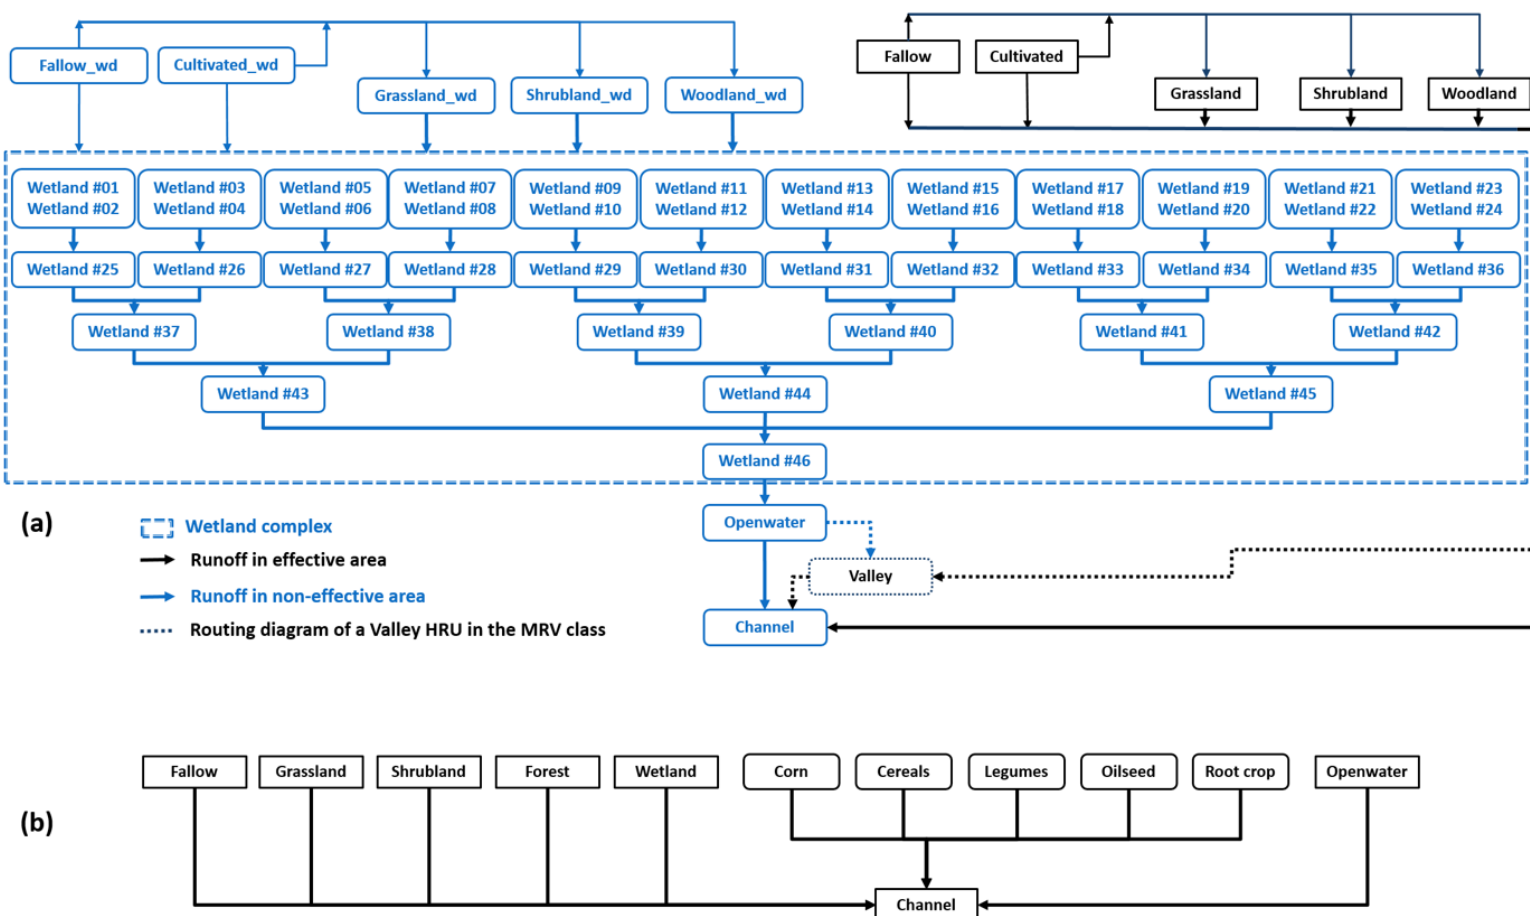 Fallow_wd
Cultivated_wd
Grassland_wd
Shrubland_wd
Woodland_wd
Fallow
Cultivated
Grassland
Shrubland
Woodland
Wetland #01
Wetland #02
Wetland #03
Wetland #04
Wetland #05
Wetland #06
Wetland #07
Wetland #08
Wetland #09
Wetland #10
Wetland #11
Wetland #12
Wetland #13
Wetland #14
Wetland #15
Wetland #16
Wetland #17
Wetland #18
Wetland #19
Wetland #20
Wetland #21
Wetland #22
Wetland #23
Wetland #24
Wetland #25
Wetland #26
Wetland #27
Wetland #28
Wetland #29
Wetland #30
Wetland #31
Wetland #32
Wetland #33
Wetland #34
Wetland #35
Wetland #36
Wetland #37
Wetland #38
Wetland #39
Wetland #40
Wetland #41
Wetland #42
Wetland #43
Wetland #44
Wetland #45
Wetland #46
(a)
Openwater
Valley
Channel
Wetland complex
Runoff in effective area
Runoff in non-effective area
Routing diagram of a Valley HRU in the MRV class
(b)
Fallow
Grassland
Shrubland
Forest
Wetland
Corn
Cereals
Legumes
Oilseed
Root crop
Openwater
Channel